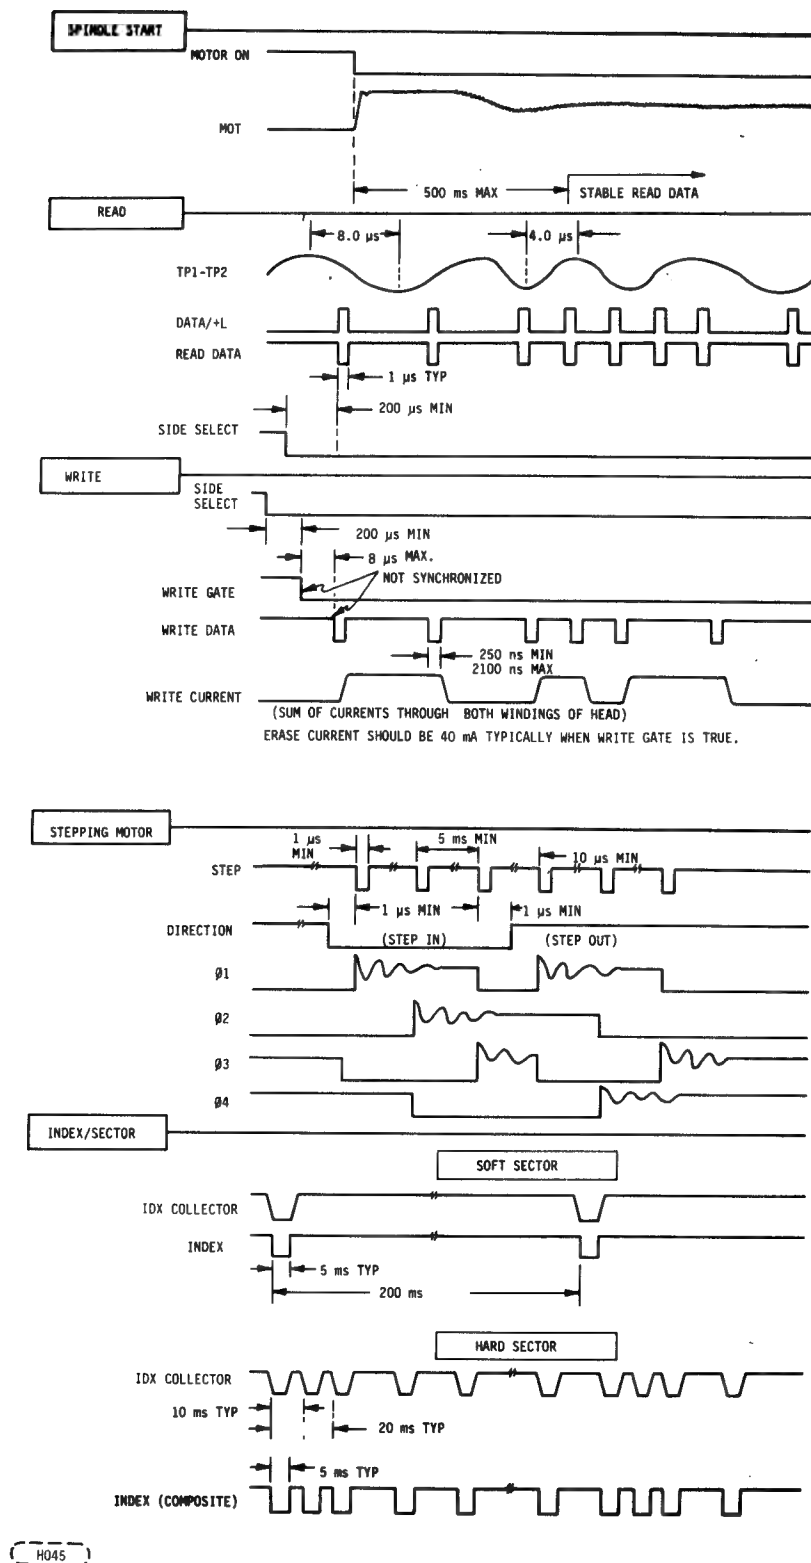 SPINDLE START
MOTOR ON
MOT
500 ms MAX
STABLE READ DATA
READ
8.0 µs
4.0 µs
TP1-TP2
DATA/+L
READ DATA
1 µs TYP
200 µs MIN
SIDE SELECT
WRITE
SIDE
SELECT
200 µs MIN
8 µs MAX.
NOT SYNCHRONIZED
WRITE GATE
WRITE DATA
250 ns MIN
2100 ns MAX
WRITE CURRENT
(SUM OF CURRENTS THROUGH BOTH WINDINGS OF HEAD)
ERASE CURRENT SHOULD BE 40 mA TYPICALLY WHEN WRITE GATE IS TRUE.
STEPPING MOTOR
1 µs
MIN
5 ms MIN
10 µs MIN
STEP
1 µs MIN
1 µs MIN
DIRECTION
(STEP IN)
(STEP OUT)
Ø1
Ø2
Ø3
Ø4
INDEX/SECTOR
SOFT SECTOR
IDX COLLECTOR
INDEX
5 ms TYP
200 ms
HARD SECTOR
IDX COLLECTOR
10 ms TYP
20 ms TYP
5 ms TYP
INDEX (COMPOSITE)
H045